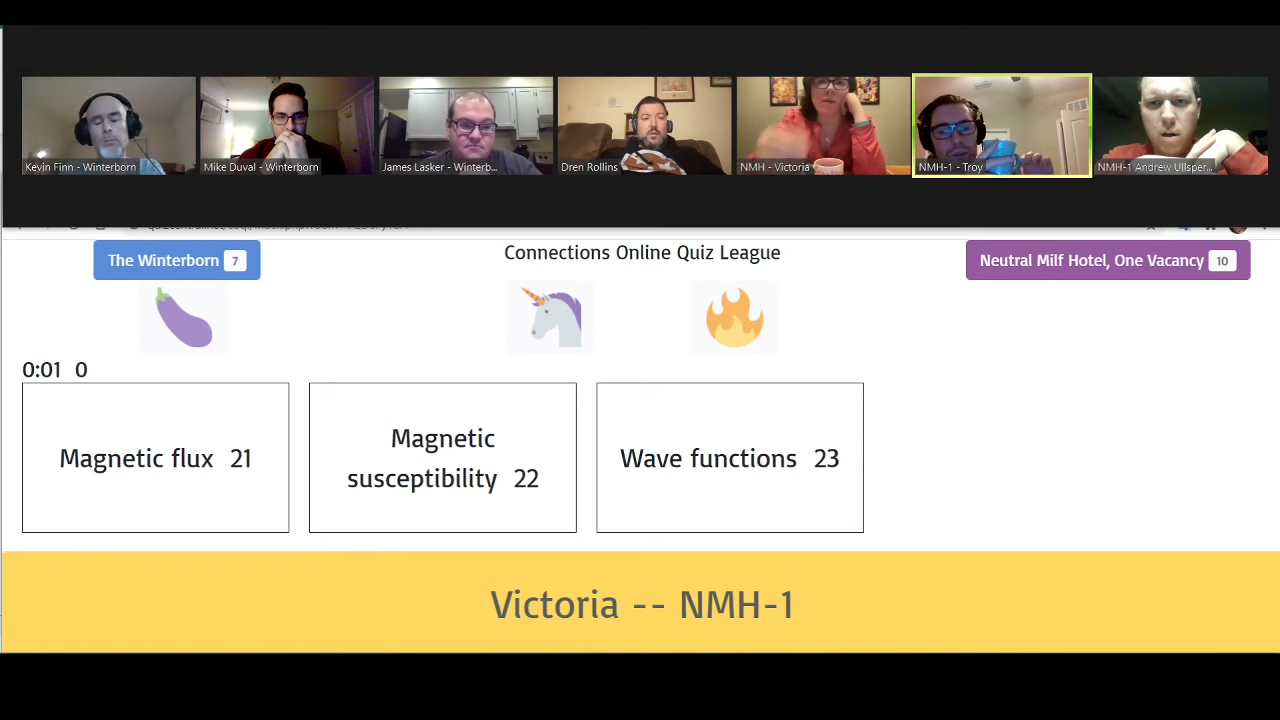 Kevin Finn - Winterborn
Mike Duval - Winterborn
James Lasker - Winterb...
Dren Rollins
NMH - Victoria
NMH-1 - Troy
NMH-1 Andrew Ullsper...
The Winterborn 7
Connections Online Quiz League
Neutral Milf Hotel, One Vacancy 10
0:01 0
Magnetic flux 21
Magnetic
susceptibility 22
Wave functions 23
Victoria -- NMH-1